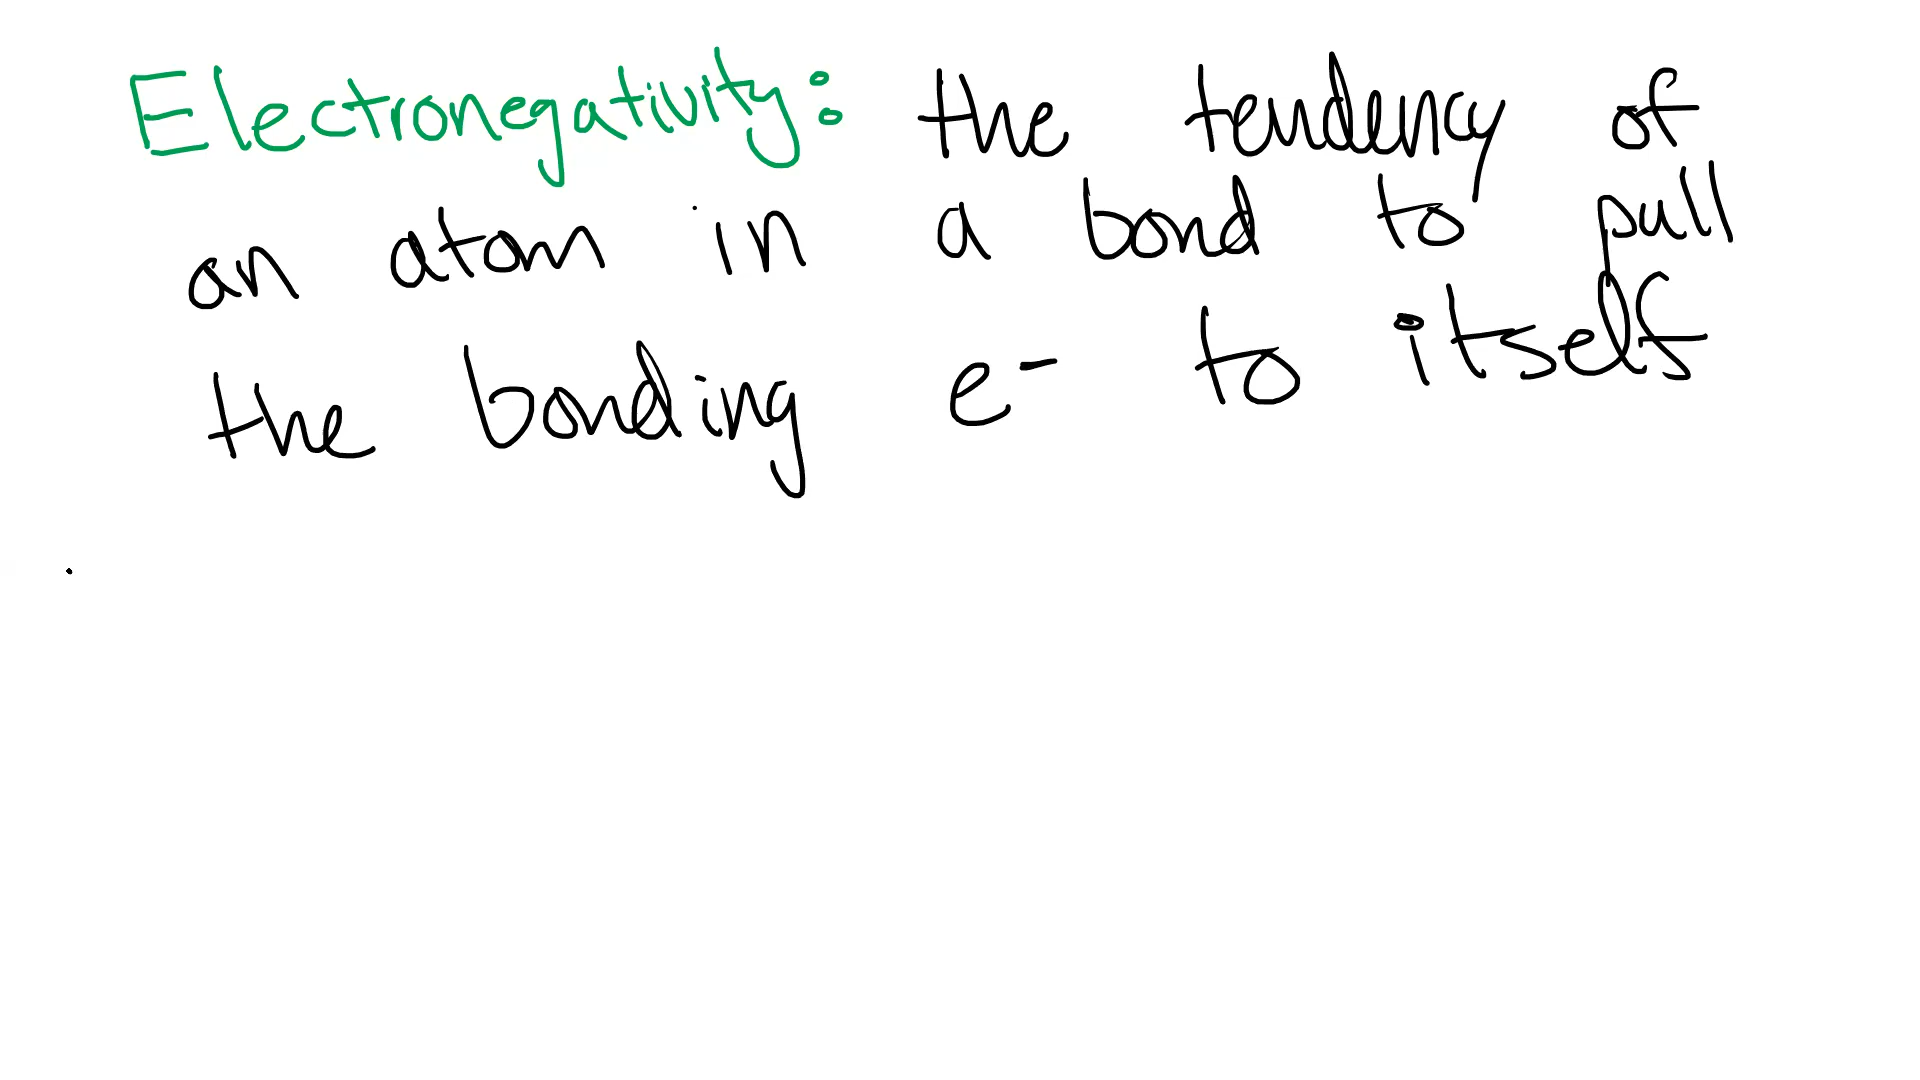 Electronegativity: the tendency of
an atom in a bond to pull
the bonding e⁻ to itself